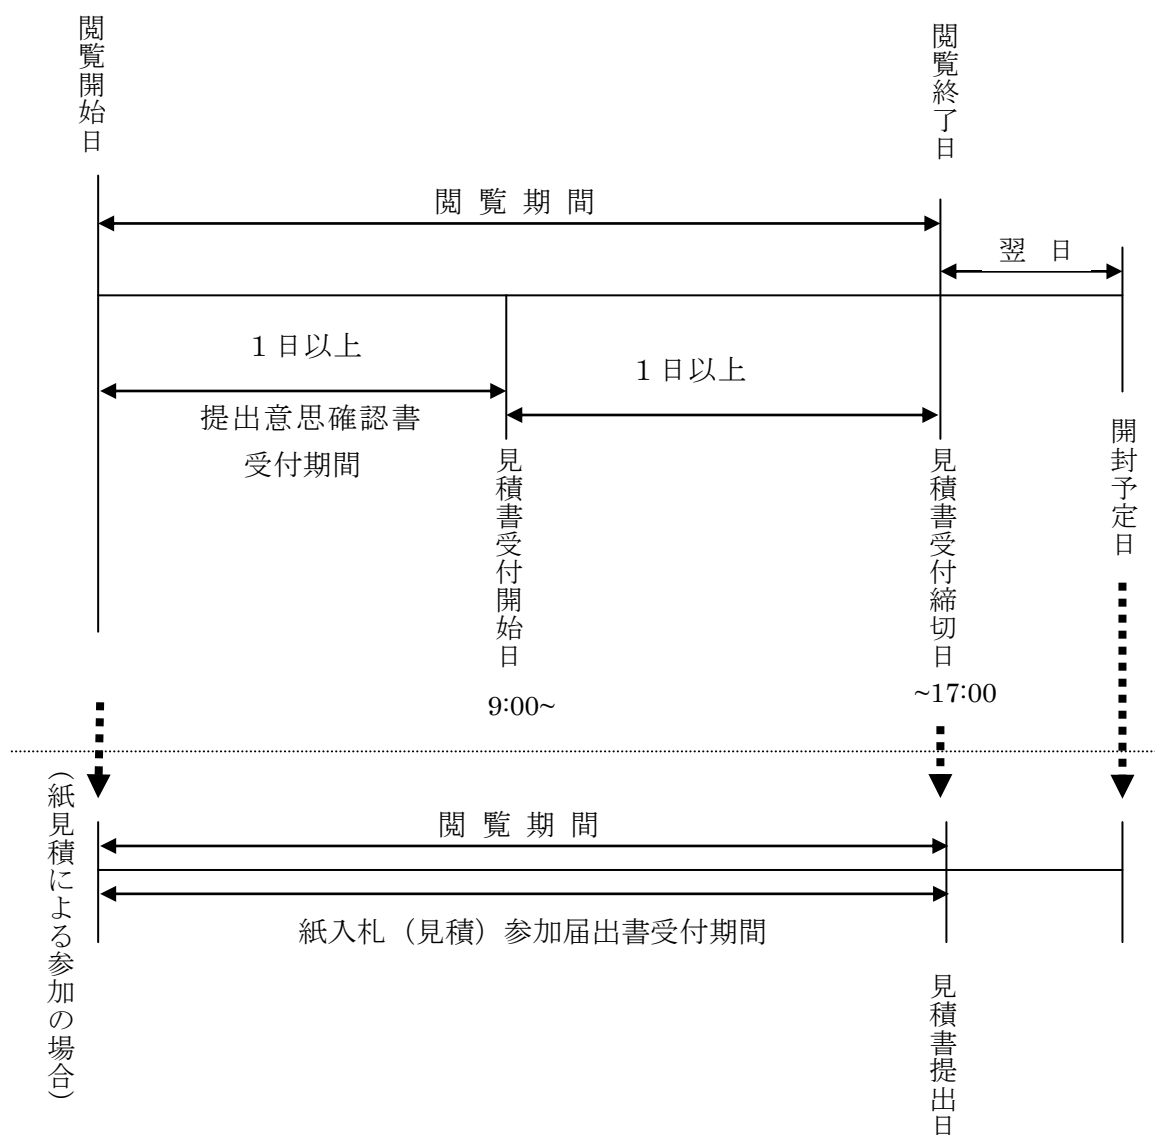 閲覧開始日
閲覧終了日
閲 覧 期 間
翌 日
１日以上
１日以上
提出意思確認書
受付期間
見積書受付開始日
9:00~
見積書受付締切日
~17:00
開封予定日
（紙見積による参加の場合）
閲 覧 期 間
紙入札（見積）参加届出書受付期間
見積書提出日